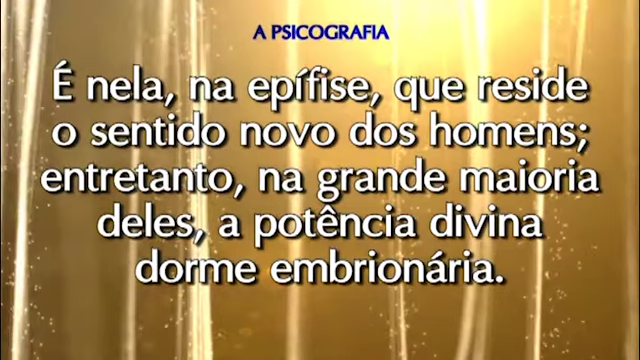 A PSICOGRAFIA
É nela, na epífise, que reside
o sentido novo dos homens;
entretanto, na grande maioria
deles, a potência divina
dorme embrionária.